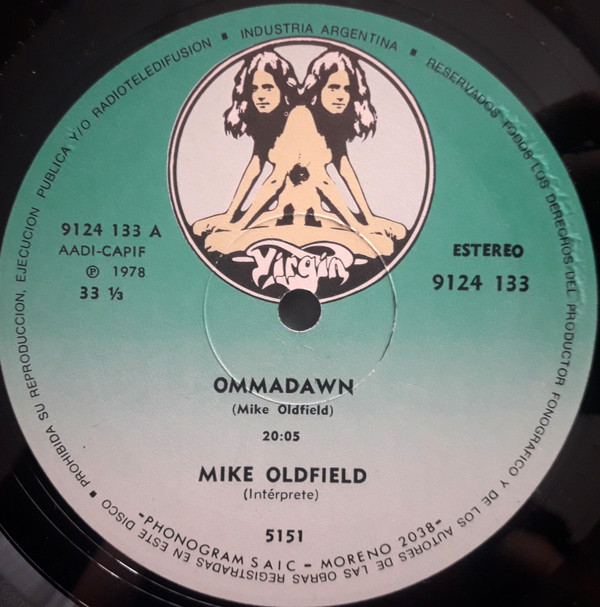 PROHIBIDA SU REPRODUCCION, EJECUCION PUBLICA Y/O RADIOTELEDIFUSION ▪ INDUSTRIA ARGENTINA ▪ RESERVADOS TODOS LOS DERECHOS DEL PRODUCTOR FONOGRAFICO Y DE LOS AUTORES DE LAS OBRAS REGISTRADAS EN ESTE DISCO ▪
Virgin
9124 133 A
AADI-CAPIF
℗ 1978
33 ⅓
ESTEREO
9124 133
OMMADAWN
(Mike Oldfield)
20:05
MIKE OLDFIELD
(Intérprete)
5151
-PHONOGRAM SAIC - MORENO 2038-